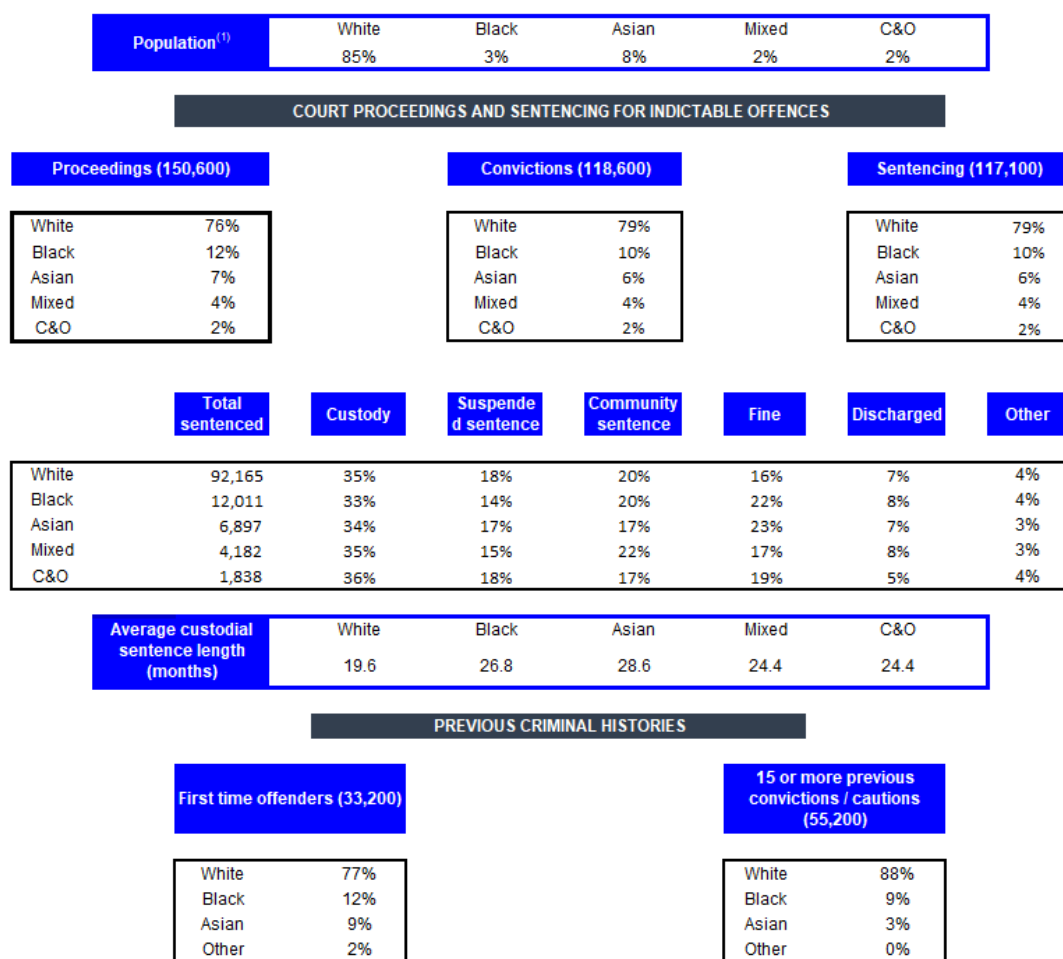 Population(1) White Black Asian Mixed C&O
85% 3% 8% 2% 2%
COURT PROCEEDINGS AND SENTENCING FOR INDICTABLE OFFENCES
Proceedings (150,600) Convictions (118,600) Sentencing (117,100)
White 76% White 79% White 79%
Black 12% Black 10% Black 10%
Asian 7% Asian 6% Asian 6%
Mixed 4% Mixed 4% Mixed 4%
C&O 2% C&O 2% C&O 2%
Total Suspende Community
sentenced Custody d sentence sentence Fine Discharged Other
White 92,165 35% 18% 20% 16% 7% 4%
Black 12,011 33% 14% 20% 22% 8% 4%
Asian 6,897 34% 17% 17% 23% 7% 3%
Mixed 4,182 35% 15% 22% 17% 8% 3%
C&O 1,838 36% 18% 17% 19% 5% 4%
Average custodial White Black Asian Mixed C&O
sentence length
(months) 19.6 26.8 28.6 24.4 24.4
PREVIOUS CRIMINAL HISTORIES
First time offenders (33,200)
15 or more previous
convictions / cautions
(55,200)
White 77% White 88%
Black 12% Black 9%
Asian 9% Asian 3%
Other 2% Other 0%